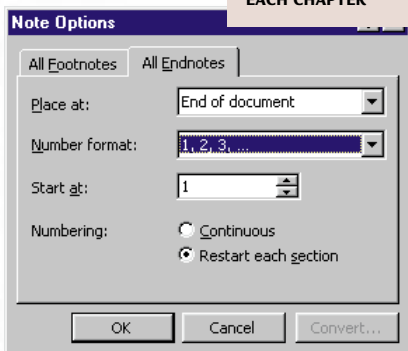 EACH CHAPTER
Note Options
All Footnotes All Endnotes
Place at: End of document
Number format: 1, 2, 3, ...
Start at: 1
Numbering: Continuous
Restart each section
OK Cancel Convert...